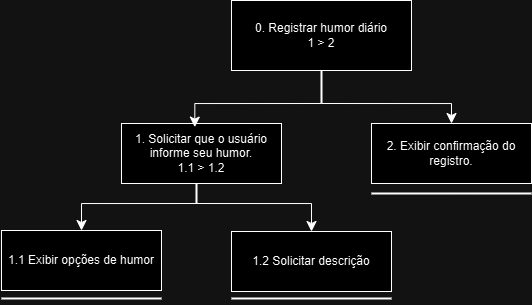 0. Registrar humor diário
1 > 2
1. Solicitar que o usuário
informe seu humor.
1.1 > 1.2
2. Exibir confirmação do
registro.
1.1 Exibir opções de humor
1.2 Solicitar descrição